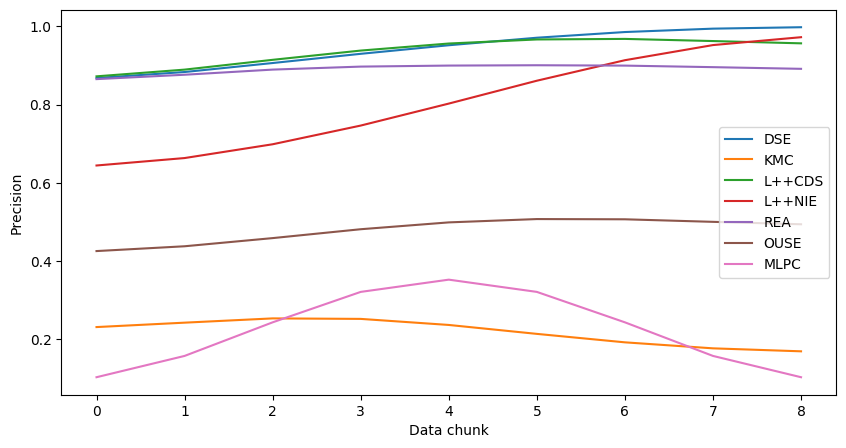 1.0
0.8
0.6
0.4
0.2
Precision
0 1 2 3 4 5 6 7 8
Data chunk
DSE
KMC
L++CDS
L++NIE
REA
OUSE
MLPC